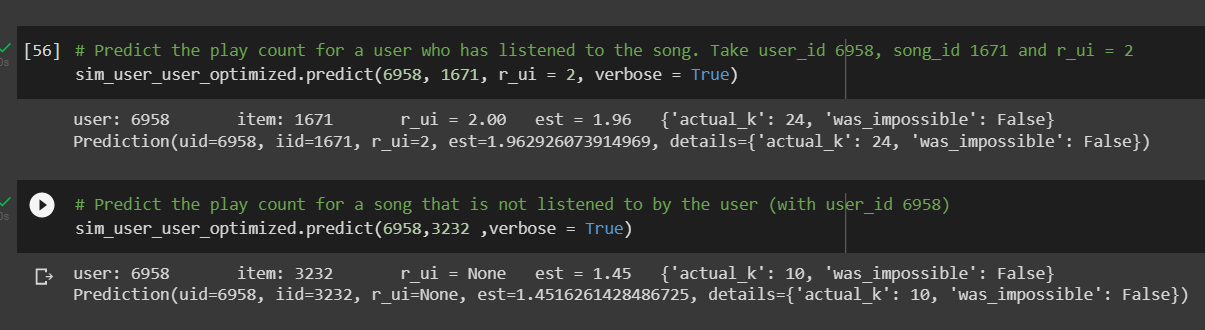 [56] # Predict the play count for a user who has listened to the song. Take user_id 6958, song_id 1671 and r_ui = 2
0s
sim_user_user_optimized.predict(6958, 1671, r_ui = 2, verbose = True)
user: 6958 item: 1671 r_ui = 2.00 est = 1.96 {'actual_k': 24, 'was_impossible': False}
Prediction(uid=6958, iid=1671, r_ui=2, est=1.962926073914969, details={'actual_k': 24, 'was_impossible': False})
# Predict the play count for a song that is not listened to by the user (with user_id 6958)
0s
sim_user_user_optimized.predict(6958,3232 ,verbose = True)
user: 6958 item: 3232 r_ui = None est = 1.45 {'actual_k': 10, 'was_impossible': False}
Prediction(uid=6958, iid=3232, r_ui=None, est=1.4516261428486725, details={'actual_k': 10, 'was_impossible': False})